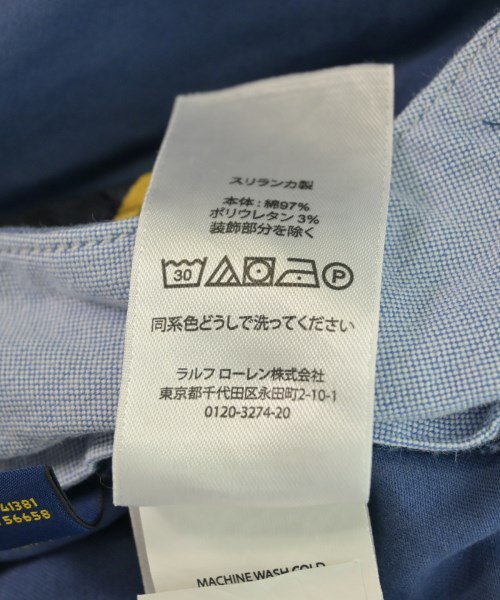 スリランカ製
本体：綿97%
ポリウレタン 3%
装飾部分を除く
30
P
同系色どうしで洗ってください
ラルフ ローレン株式会社
東京都千代田区永田町2-10-1
0120-3274-20
41381
56658
MACHINE WASH COLD